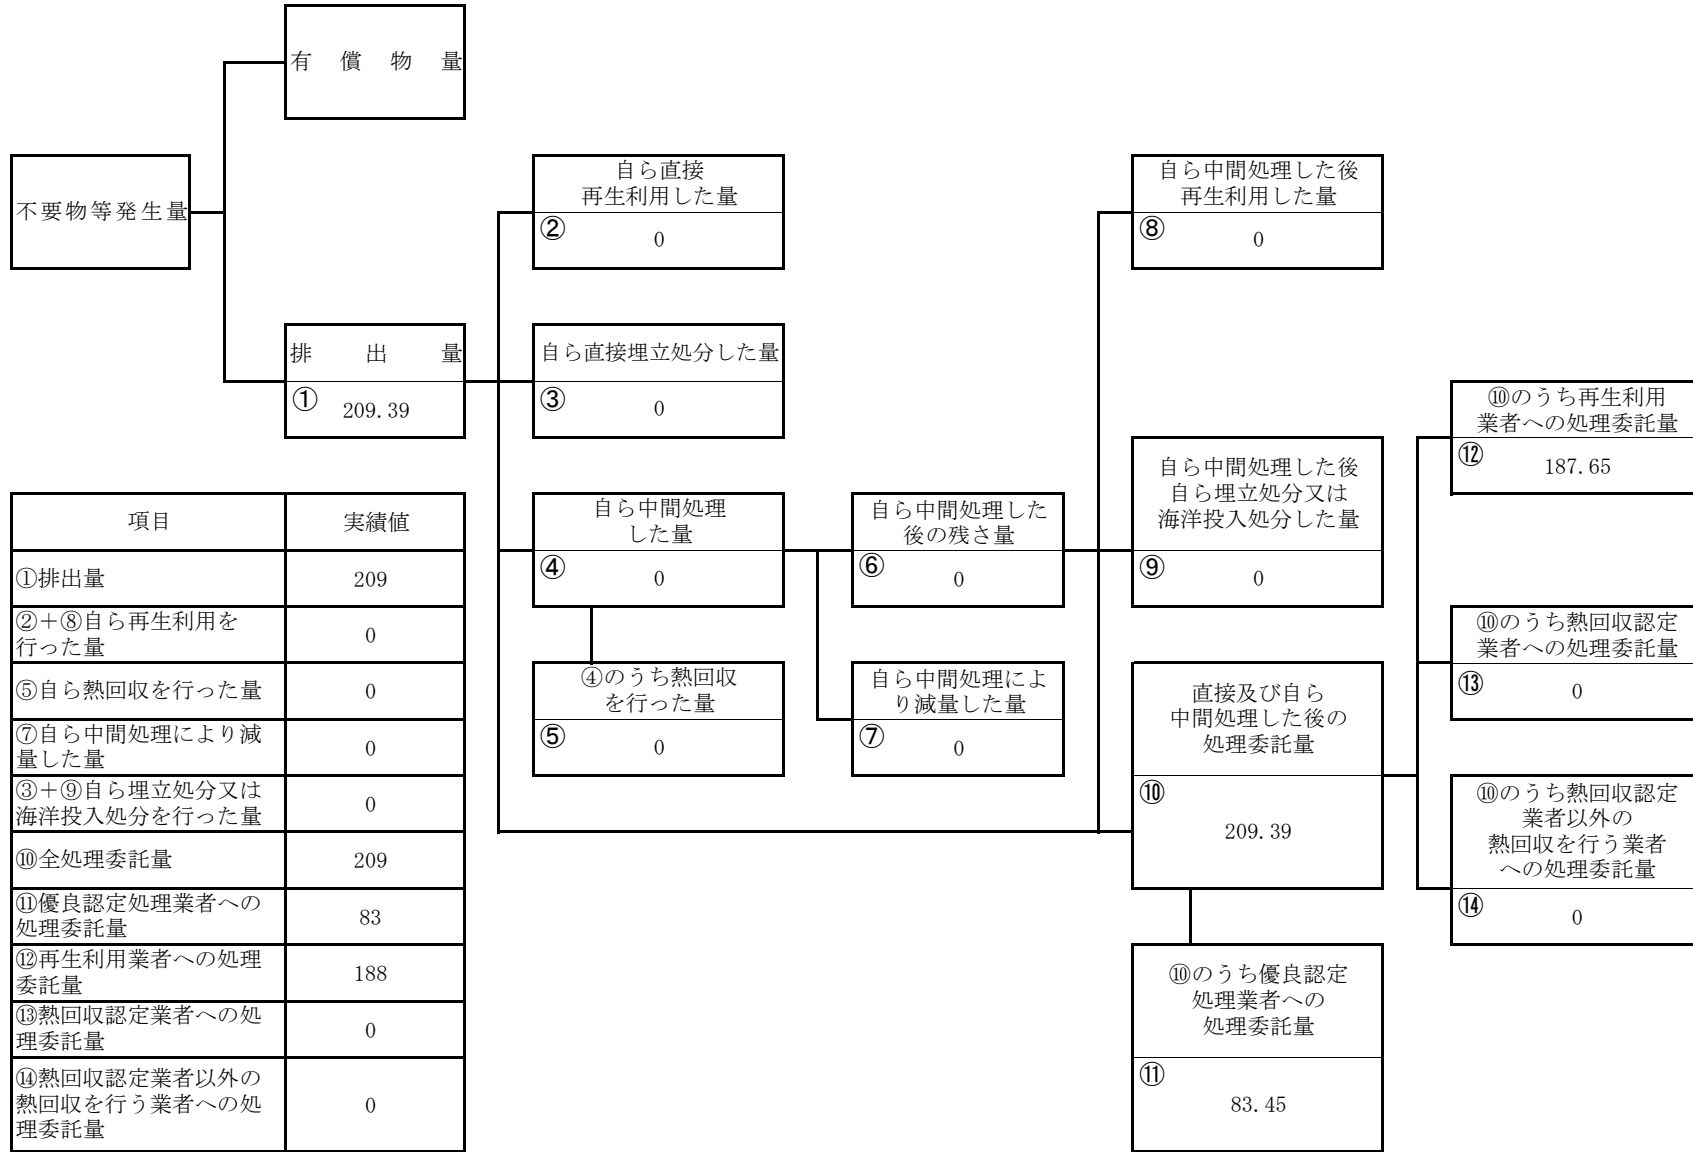 有償物量
不要物等発生量
自ら直接
再生利用した量
②
0
自ら中間処理した後
再生利用した量
⑧
0
排出量
①
209.39
自ら直接埋立処分した量
③
0
⑩のうち再生利用
業者への処理委託量
⑫
187.65
自ら中間処理
した量
④
0
自ら中間処理した
後の残さ量
⑥
0
自ら中間処理した後
自ら埋立処分又は
海洋投入処分した量
⑨
0
④のうち熱回収
を行った量
⑤
0
自ら中間処理によ
り減量した量
⑦
0
直接及び自ら
中間処理した後の
処理委託量
⑩
209.39
⑩のうち熱回収認定
業者への処理委託量
⑬
0
⑩のうち熱回収認定
業者以外の
熱回収を行う業者
への処理委託量
⑭
0
⑩のうち優良認定
処理業者への
処理委託量
⑪
83.45
項目 実績値
①排出量 209
②＋⑧自ら再生利用を
行った量 0
⑤自ら熱回収を行った量 0
⑦自ら中間処理により減
量した量 0
③＋⑨自ら埋立処分又は
海洋投入処分を行った量 0
⑩全処理委託量 209
⑪優良認定処理業者への
処理委託量 83
⑫再生利用業者への処理
委託量 188
⑬熱回収認定業者への処
理委託量 0
⑭熱回収認定業者以外の
熱回収を行う業者への処 0
理委託量